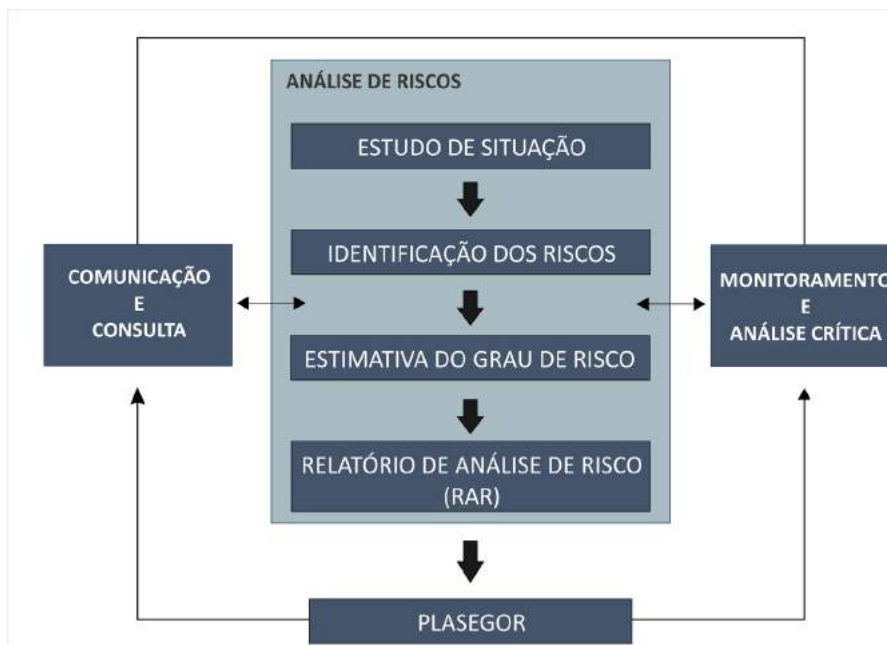 ANÁLISE DE RISCOS
ESTUDO DE SITUAÇÃO
IDENTIFICAÇÃO DOS RISCOS
COMUNICAÇÃO
E
CONSULTA
MONITORAMENTO
E
ANÁLISE CRÍTICA
ESTIMATIVA DO GRAU DE RISCO
RELATÓRIO DE ANÁLISE DE RISCO
(RAR)
PLASEGOR